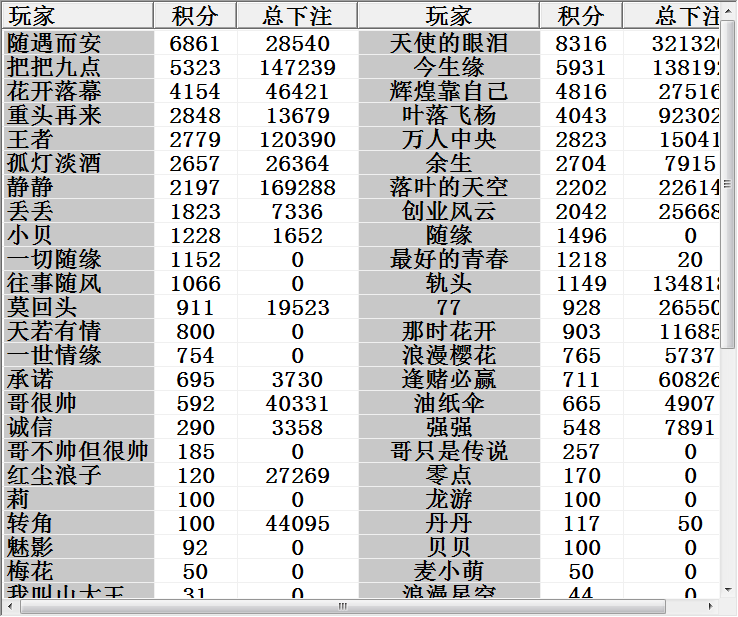 玩家 积分 总下注 玩家 积分 总下注
随遇而安 6861 28540 天使的眼泪 8316 32132
把把九点 5323 147239 今生缘 5931 13819
花开落幕 4154 46421 辉煌靠自己 4816 27516
重头再来 2848 13679 叶落飞杨 4043 92302
王者 2779 120390 万人中央 2823 15041
孤灯淡酒 2657 26364 余生 2704 7915
静静 2197 169288 落叶的天空 2202 22614
丢丢 1823 7336 创业风云 2042 25668
小贝 1228 1652 随缘 1496 0
一切随缘 1152 0 最好的青春 1218 20
往事随风 1066 0 轨头 1149 13481
莫回头 911 19523 77 928 26550
天若有情 800 0 那时花开 903 11685
一世情缘 754 0 浪漫樱花 765 5737
承诺 695 3730 逢赌必赢 711 60826
哥很帅 592 40331 油纸伞 665 4907
诚信 290 3358 强强 548 7891
哥不帅但很帅 185 0 哥只是传说 257 0
红尘浪子 120 27269 零点 170 0
莉 100 0 龙游 100 0
转角 100 44095 丹丹 117 50
魅影 92 0 贝贝 100 0
梅花 50 0 麦小萌 50 0
我叫山大王 31 0 浪漫星空 44 0